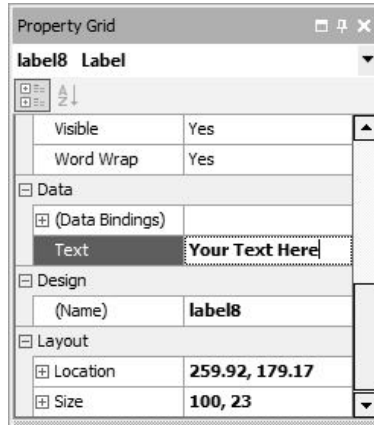 Property Grid
label8 Label
Visible Yes
Word Wrap Yes
Data
(Data Bindings)
Text Your Text Here
Design
(Name) label8
Layout
Location 259.92, 179.17
Size 100, 23